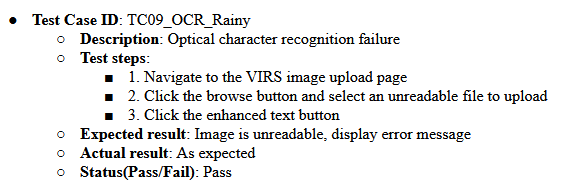 ● Test Case ID: TC09_OCR_Rainy
○ Description: Optical character recognition failure
○ Test steps:
■ 1. Navigate to the VIRS image upload page
■ 2. Click the browse button and select an unreadable file to upload
■ 3. Click the enhanced text button
○ Expected result: Image is unreadable, display error message
○ Actual result: As expected
○ Status(Pass/Fail): Pass